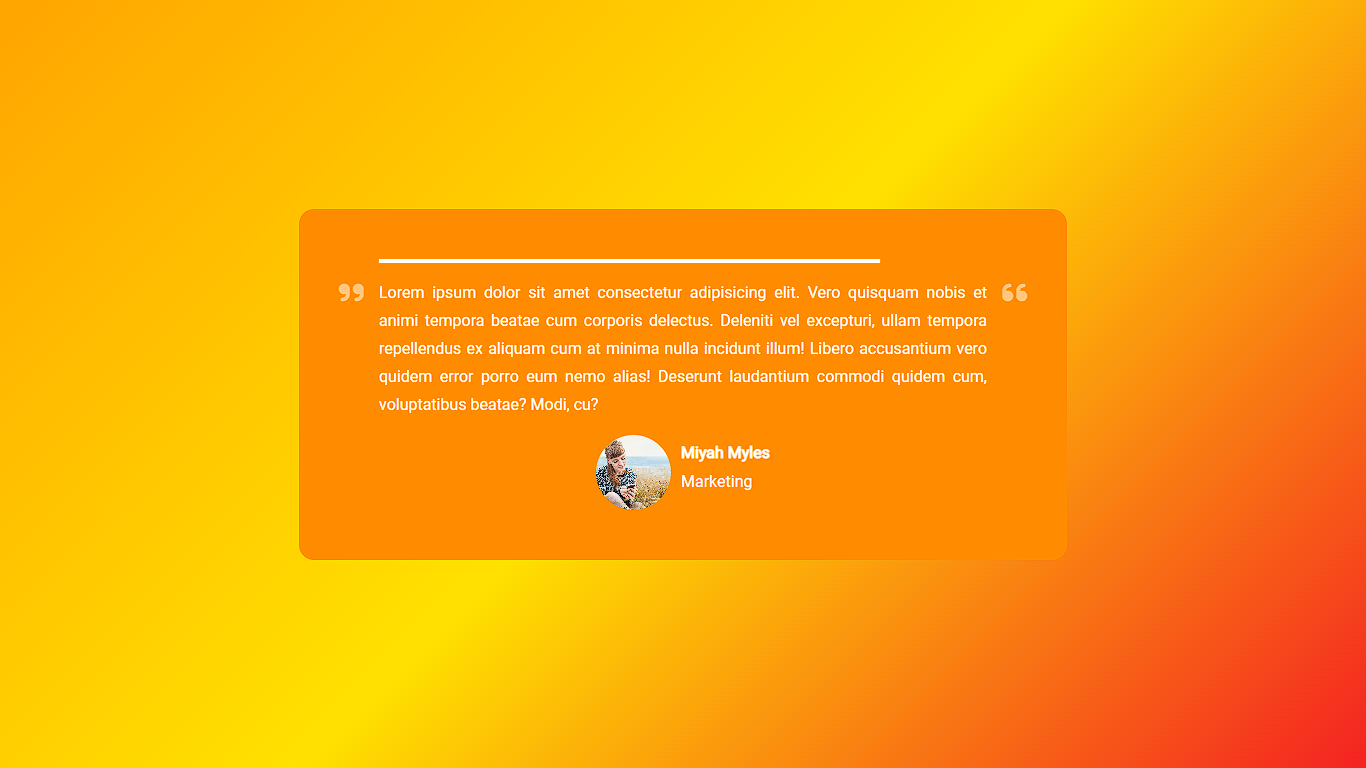 Lorem ipsum dolor sit amet consectetur adipisicing elit. Vero quisquam nobis et
animi tempora beatae cum corporis delectus. Deleniti vel excepturi, ullam tempora
repellendus ex aliquam cum at minima nulla incidunt illum! Libero accusantium vero
quidem error porro eum nemo alias! Deserunt laudantium commodi quidem cum,
voluptatibus beatae? Modi, cu?
Miyah Myles
Marketing